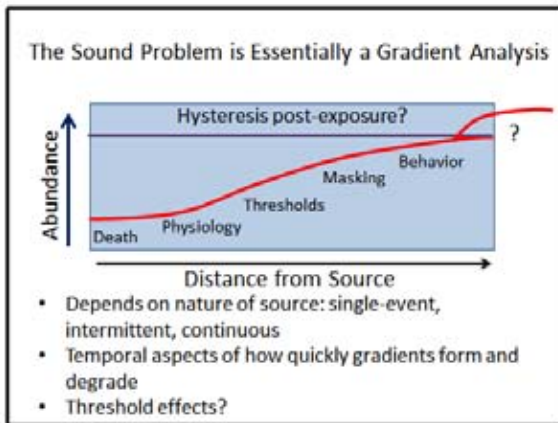 The Sound Problem is Essentially a Gradient Analysis
Hysteresis post-exposure?
?
Abundance
Behavior
Masking
Thresholds
Physiology
Death
Distance from Source
• Depends on nature of source: single-event,
intermittent, continuous
• Temporal aspects of how quickly gradients form and
degrade
• Threshold effects?